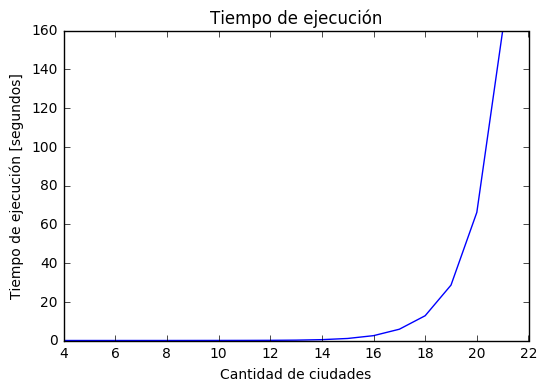 Tiempo de ejecución
160
140
120
100
80
60
40
20
0
Tiempo de ejecución [segundos]
4 6 8 10 12 14 16 18 20 22
Cantidad de ciudades